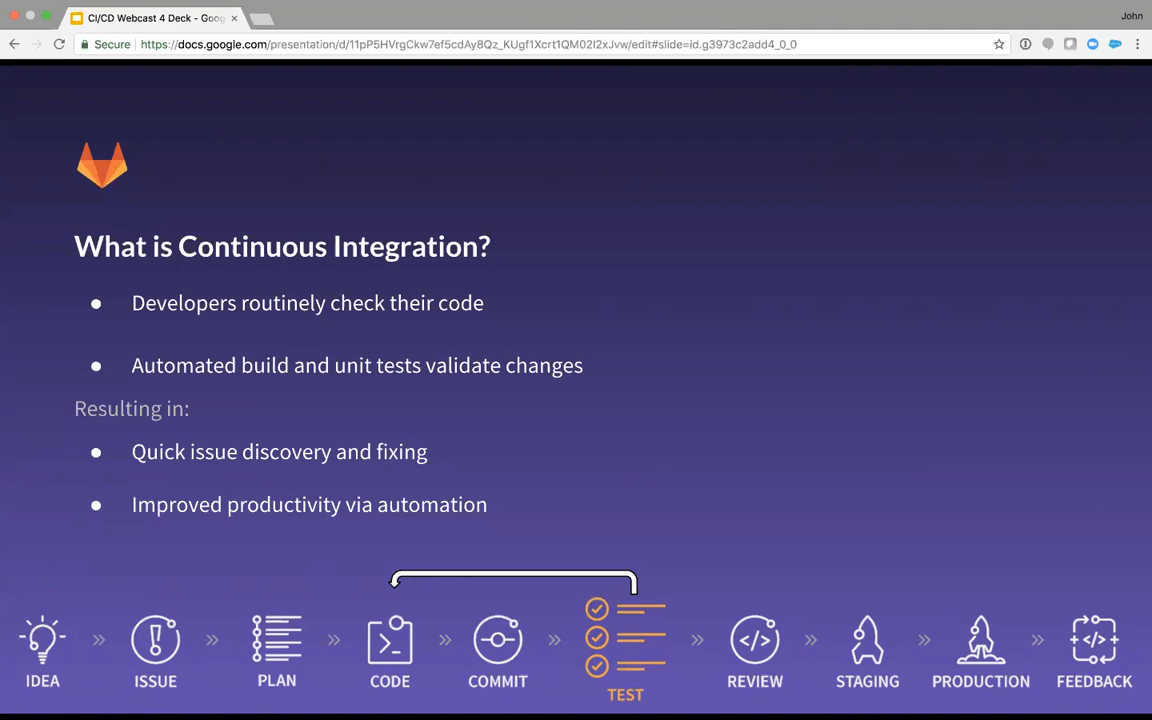 CI/CD Webcast 4 Deck - Goog
John
Secure
https://docs.google.com/presentation/d/11pP5HVrgCkw7ef5cdAy8Qz_KUgf1Xcrt1QM02I2xJvw/edit#slide=id.g3973c2add4_0_0
What is Continuous Integration?
● Developers routinely check their code
● Automated build and unit tests validate changes
Resulting in:
● Quick issue discovery and fixing
● Improved productivity via automation
IDEA
ISSUE
PLAN
CODE
COMMIT
TEST
REVIEW
STAGING
PRODUCTION
FEEDBACK